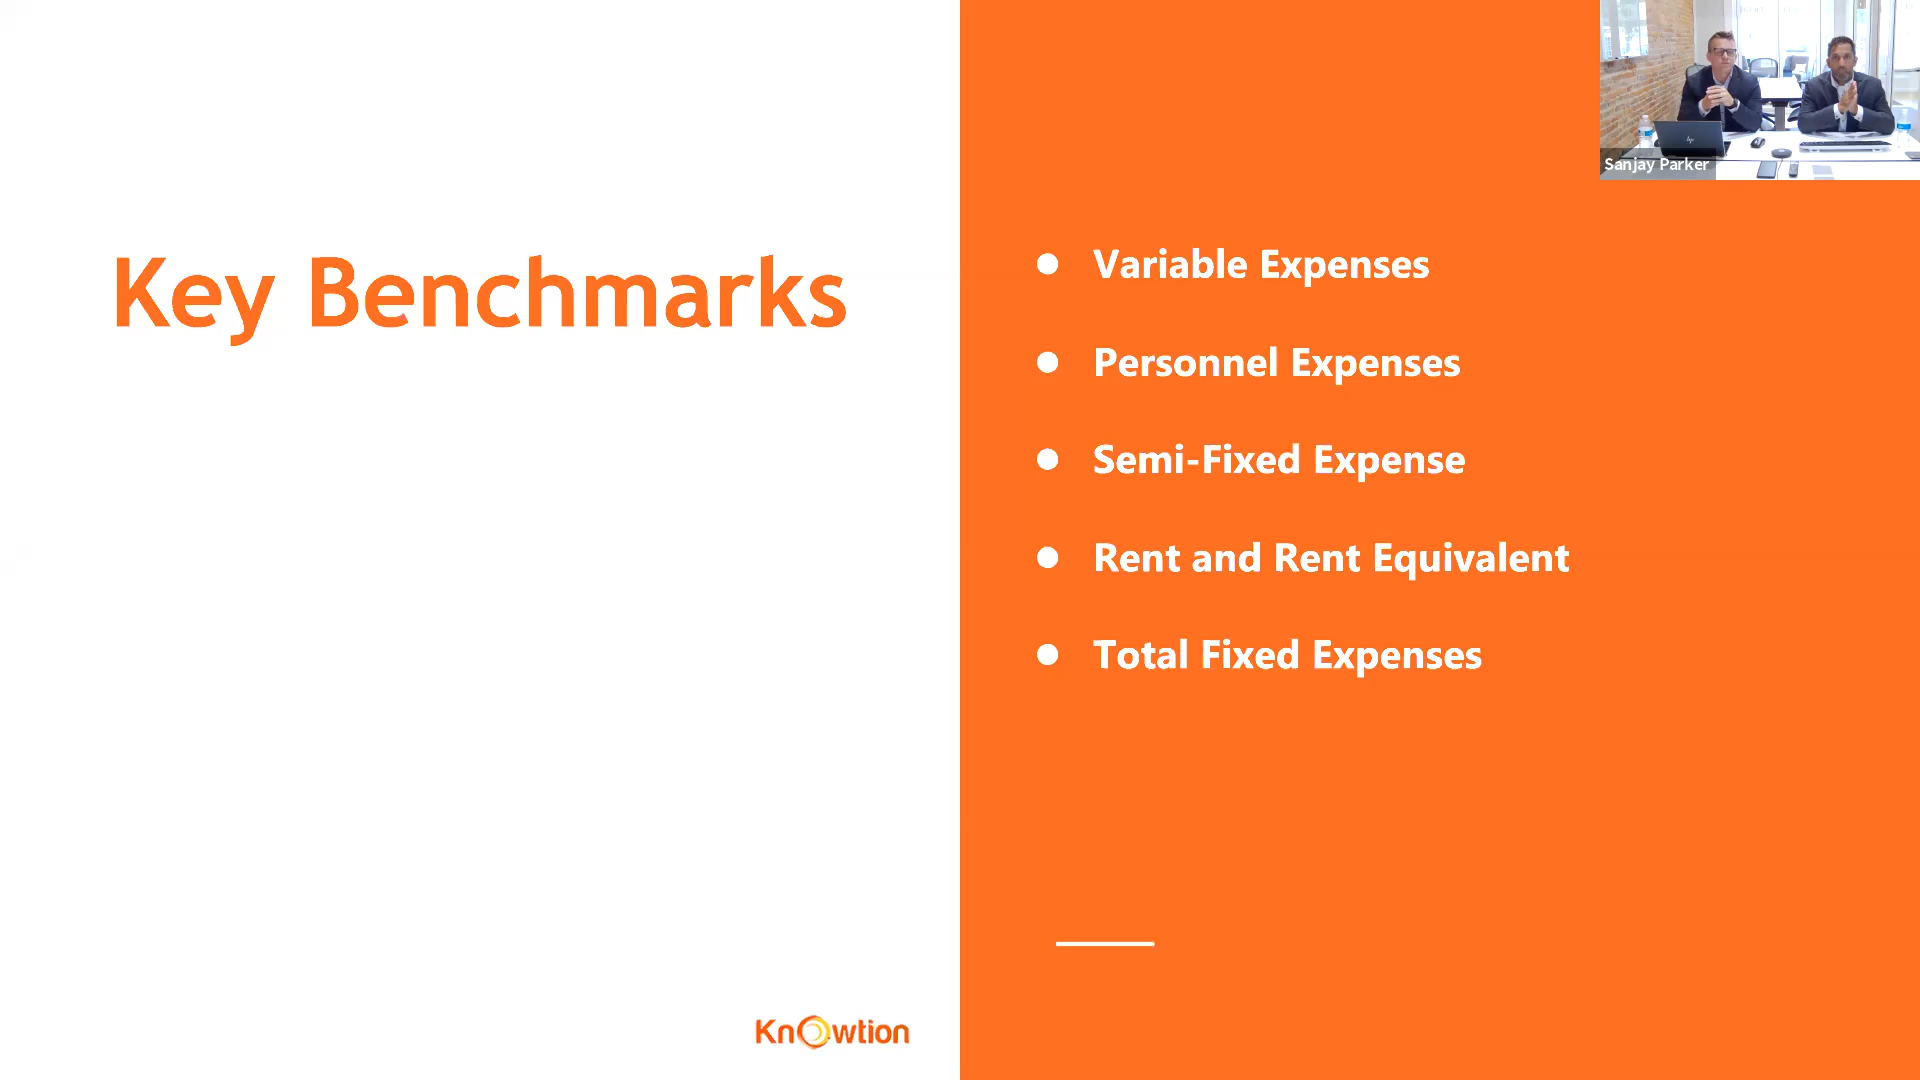 Sanjay Parker
Key Benchmarks
Variable Expenses
Personnel Expenses
Semi-Fixed Expense
Rent and Rent Equivalent
Total Fixed Expenses
Knowtion